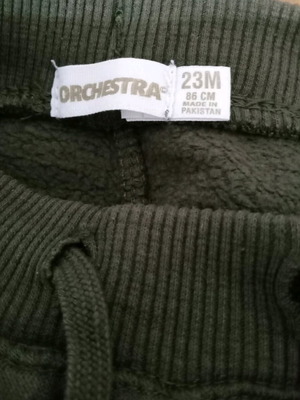 ORCHESTRA
23M
86 CM
MADE IN
PAKISTAN